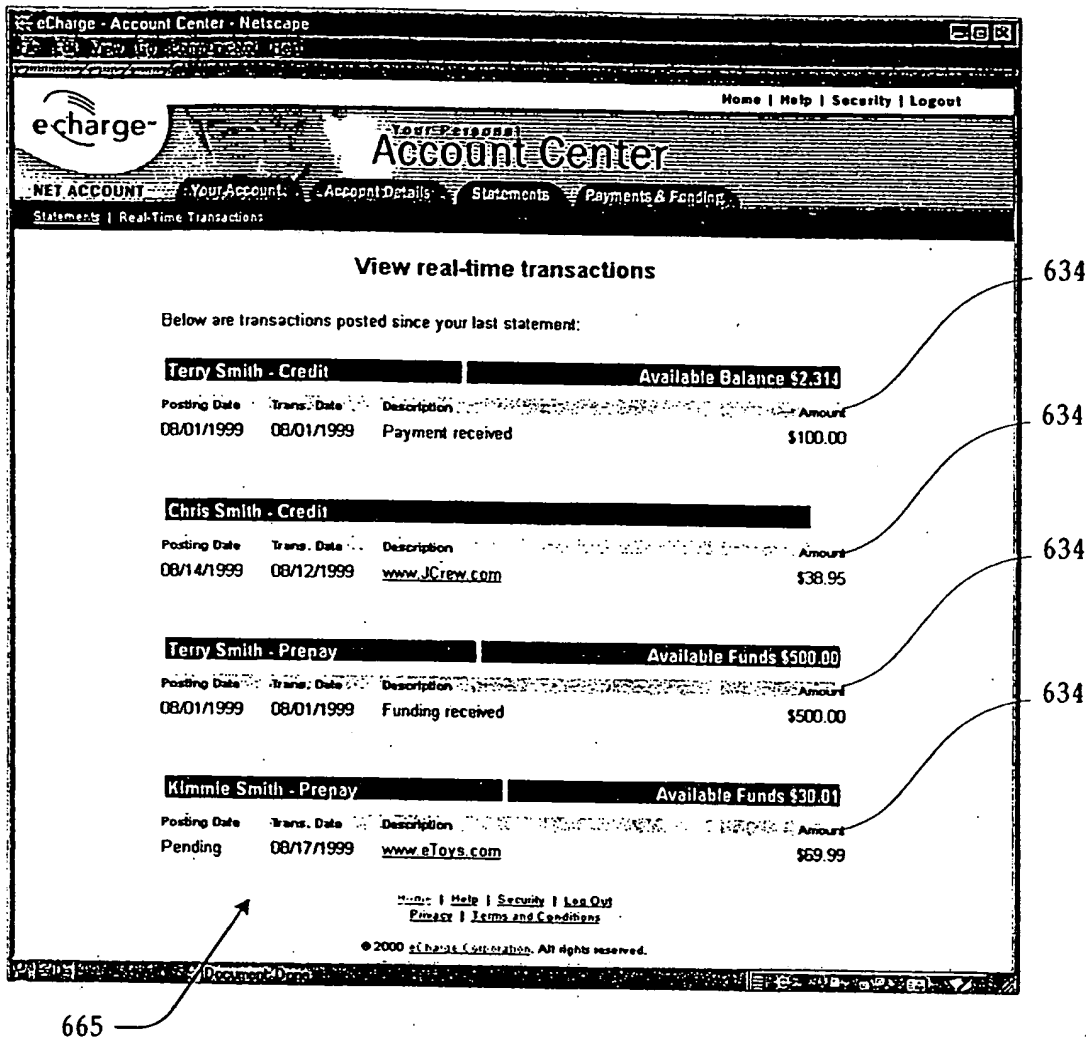 eCharge - Account Center - Netscape
Home | Help | Security | Logout
echarge
Your Personal
Account Center
NET ACCOUNT Your Account Account Details Statements Payments & Funding
Statements | Real-Time Transactions
View real-time transactions
634
Below are transactions posted since your last statement:
Terry Smith - Credit Available Balance $2,314
Posting Date Trans. Date Description Amount
634
08/01/1999 08/01/1999 Payment received $100.00
Chris Smith - Credit
Posting Date Trans. Date Description Amount
634
08/14/1999 08/12/1999 www.JCrew.com $38.95
Terry Smith - Prepay Available Funds $500.00
Posting Date Trans. Date Description Amount
634
08/01/1999 08/01/1999 Funding received $500.00
Kimmie Smith - Prepay Available Funds $30.01
Posting Date Trans. Date Description Amount
Pending 08/17/1999 www.eToys.com $69.99
Home | Help | Security | Log Out
Privacy | Terms and Conditions
© 2000 eCharge Corporation. All rights reserved.
Document: Done
665